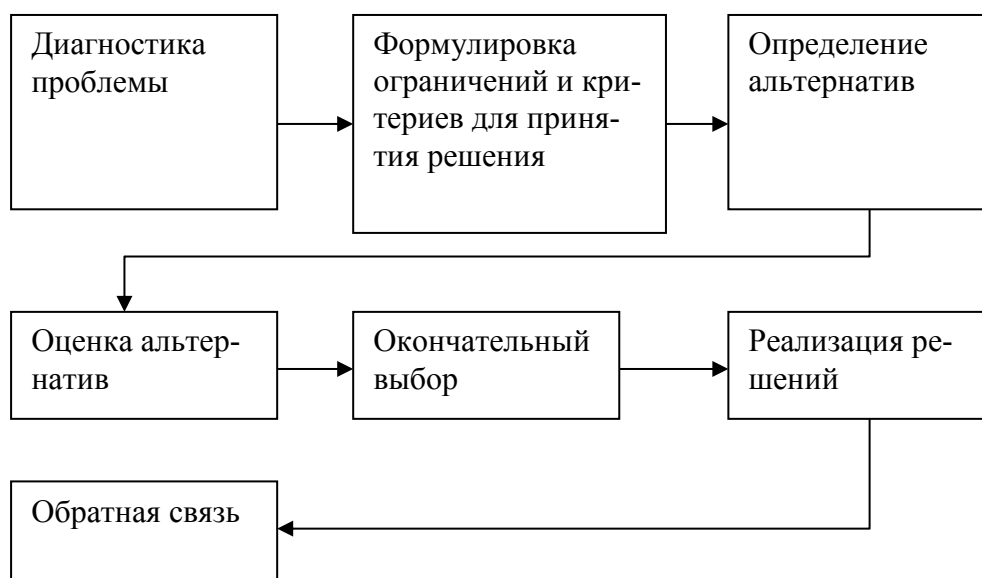 Диагностика
проблемы
Формулировка
ограничений и кри-
териев для приня-
тия решения
Определение
альтернатив
Оценка альтер-
натив
Окончательный
выбор
Реализация ре-
шений
Обратная связь